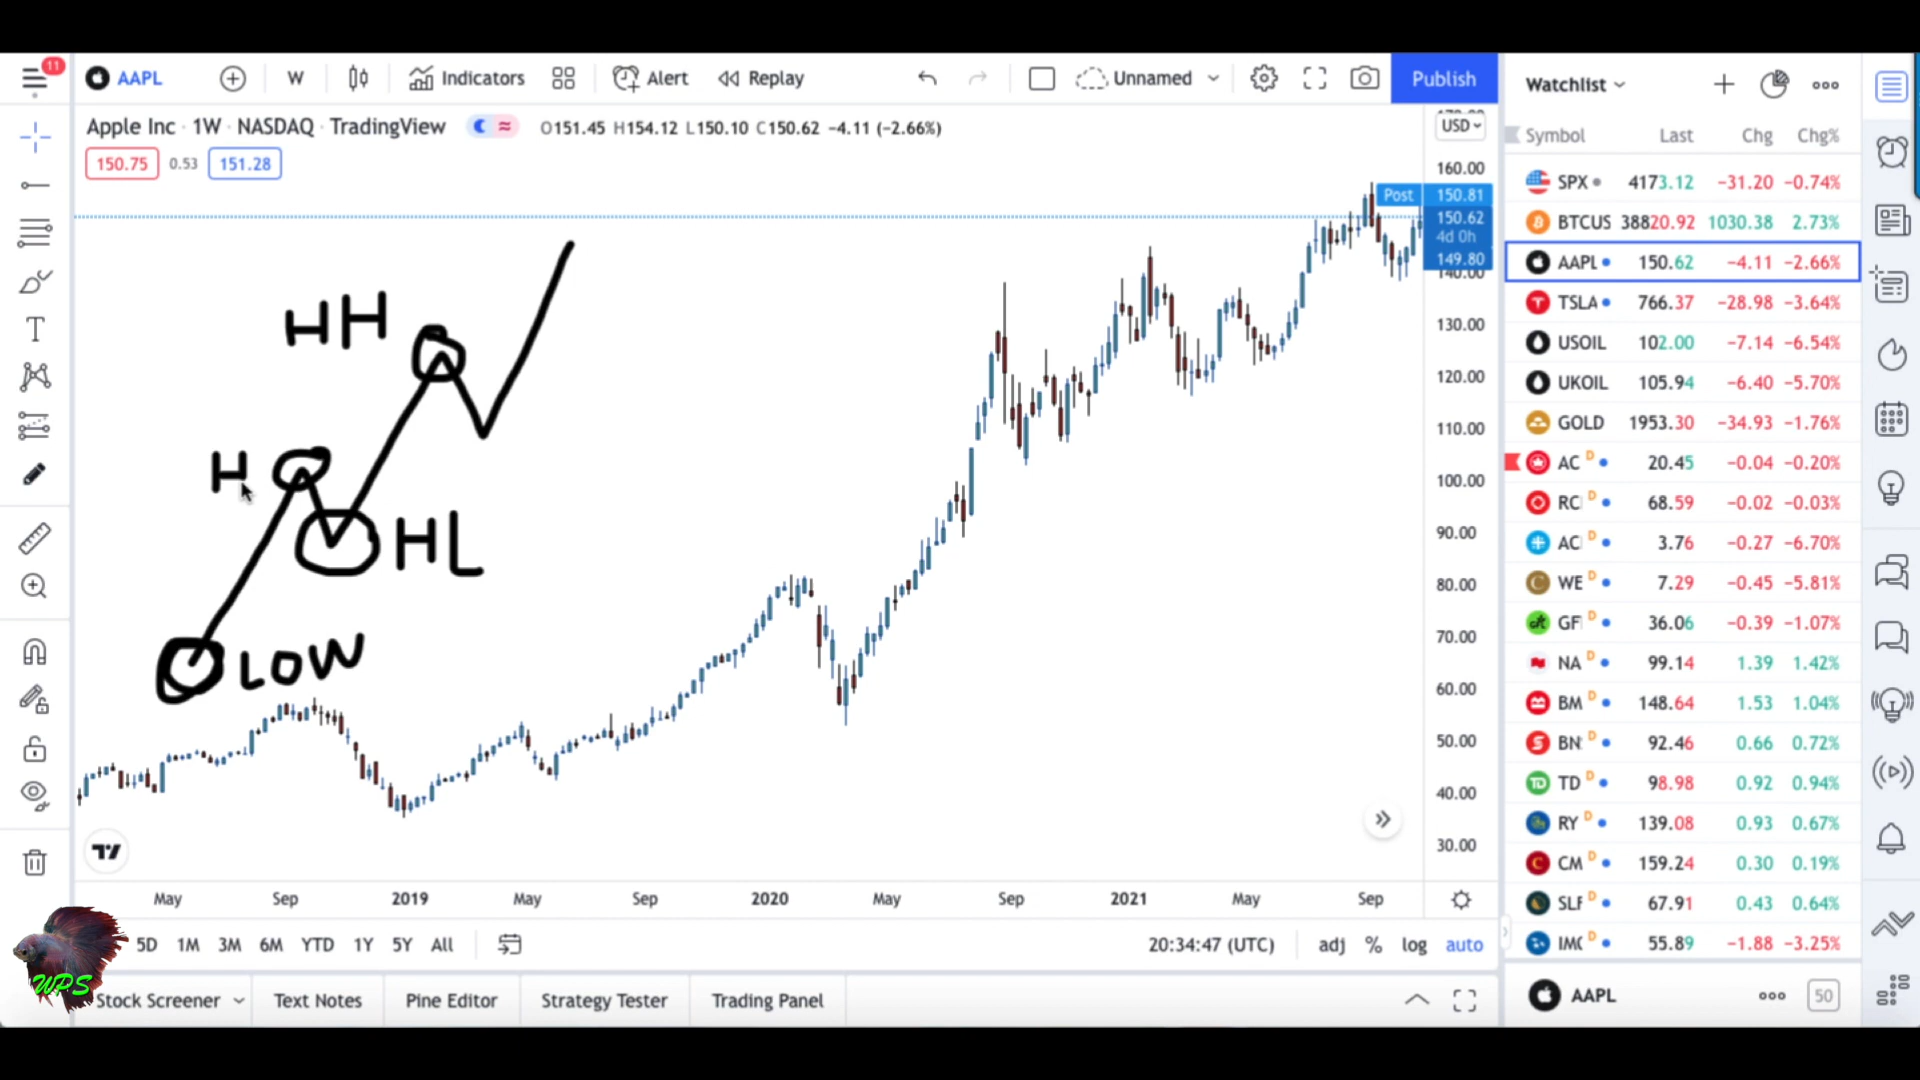 11
AAPL
W
Indicators
Alert
Replay
Unnamed
Publish
Apple Inc · 1W · NASDAQ · TradingView
O151.45 H154.12 L150.10 C150.62 −4.11 (−2.66%)
USD
150.75 0.53 151.28
160.00
Post 150.81
150.62
4d 0h
149.80
140.00
130.00
120.00
110.00
100.00
90.00
80.00
70.00
60.00
50.00
40.00
30.00
HH
H
HL
LOW
May Sep 2019 May Sep 2020 May Sep 2021 May Sep
5D 1M 3M 6M YTD 1Y 5Y All
20:34:47 (UTC)
adj % log auto
WPS
Stock Screener
Text Notes
Pine Editor
Strategy Tester
Trading Panel
Watchlist
Symbol Last Chg Chg%
SPX 4173.12 −31.20 −0.74%
BTCUS 38820.92 1030.38 2.73%
AAPL 150.62 −4.11 −2.66%
TSLA 766.37 −28.98 −3.64%
USOIL 102.00 −7.14 −6.54%
UKOIL 105.94 −6.40 −5.70%
GOLD 1953.30 −34.93 −1.76%
AC D 20.45 −0.04 −0.20%
RCI D 68.59 −0.02 −0.03%
AC D 3.76 −0.27 −6.70%
WE D 7.29 −0.45 −5.81%
GF D 36.06 −0.39 −1.07%
NA D 99.14 1.39 1.42%
BM D 148.64 1.53 1.04%
BN D 92.46 0.66 0.72%
TD D 98.98 0.92 0.94%
RY D 139.08 0.93 0.67%
CM D 159.24 0.30 0.19%
SLF D 67.91 0.43 0.64%
IMO D 55.89 −1.88 −3.25%
AAPL
50